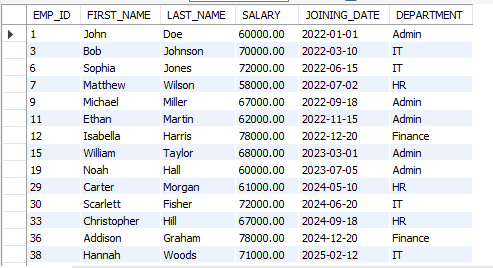 EMP_ID FIRST_NAME LAST_NAME SALARY JOINING_DATE DEPARTMENT
1 John Doe 60000.00 2022-01-01 Admin
3 Bob Johnson 70000.00 2022-03-10 IT
6 Sophia Jones 72000.00 2022-06-15 IT
7 Matthew Wilson 58000.00 2022-07-02 HR
9 Michael Miller 67000.00 2022-09-18 Admin
11 Ethan Martin 62000.00 2022-11-15 Admin
12 Isabella Harris 78000.00 2022-12-20 Finance
15 William Taylor 68000.00 2023-03-01 Admin
19 Noah Hall 60000.00 2023-07-05 Admin
29 Carter Morgan 61000.00 2024-05-10 HR
30 Scarlett Fisher 72000.00 2024-06-20 IT
33 Christopher Hill 67000.00 2024-09-18 HR
36 Addison Graham 78000.00 2024-12-20 Finance
38 Hannah Woods 71000.00 2025-02-12 IT